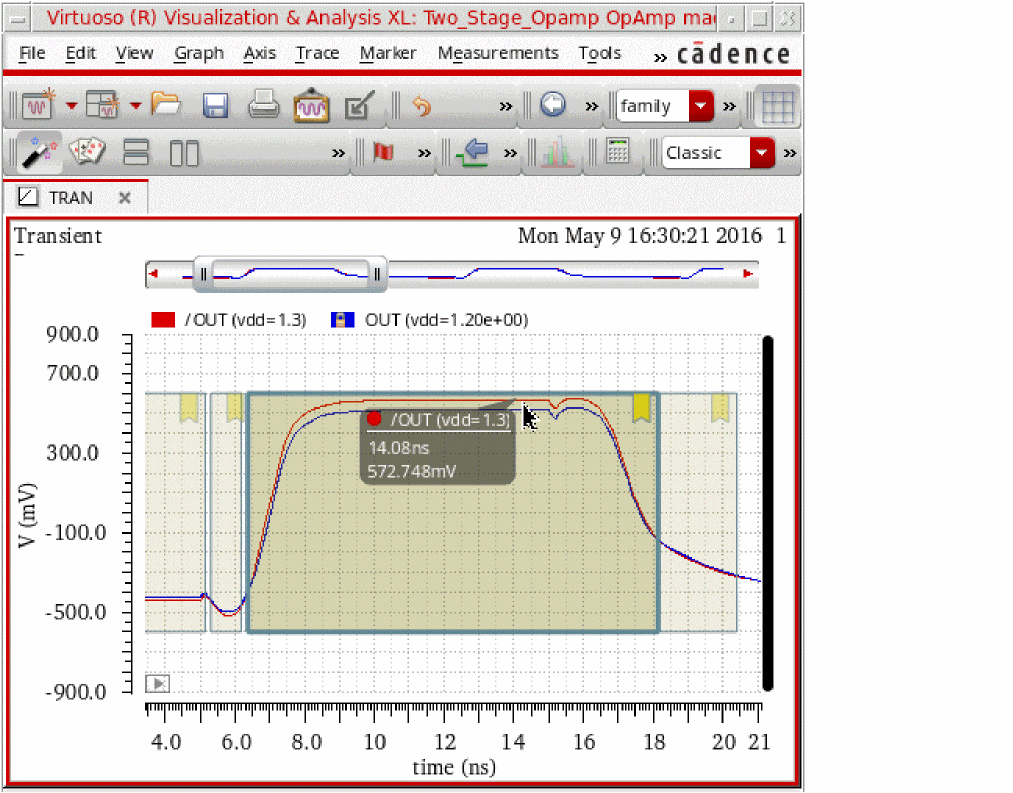 Virtuoso (R) Visualization & Analysis XL: Two_Stage_Opamp OpAmp mac
File Edit View Graph Axis Trace Marker Measurements Tools » cādence
» » family »
» » » Classic »
TRAN
Transient Mon May 9 16:30:21 2016 1
/OUT (vdd=1.3) OUT (vdd=1.20e+00)
900.0
700.0
/OUT (vdd=1.3)
14.08ns
572.748mV
300.0
-100.0
-500.0
-900.0
V (mV)
4.0 6.0 8.0 10 12 14 16 18 20 21
time (ns)